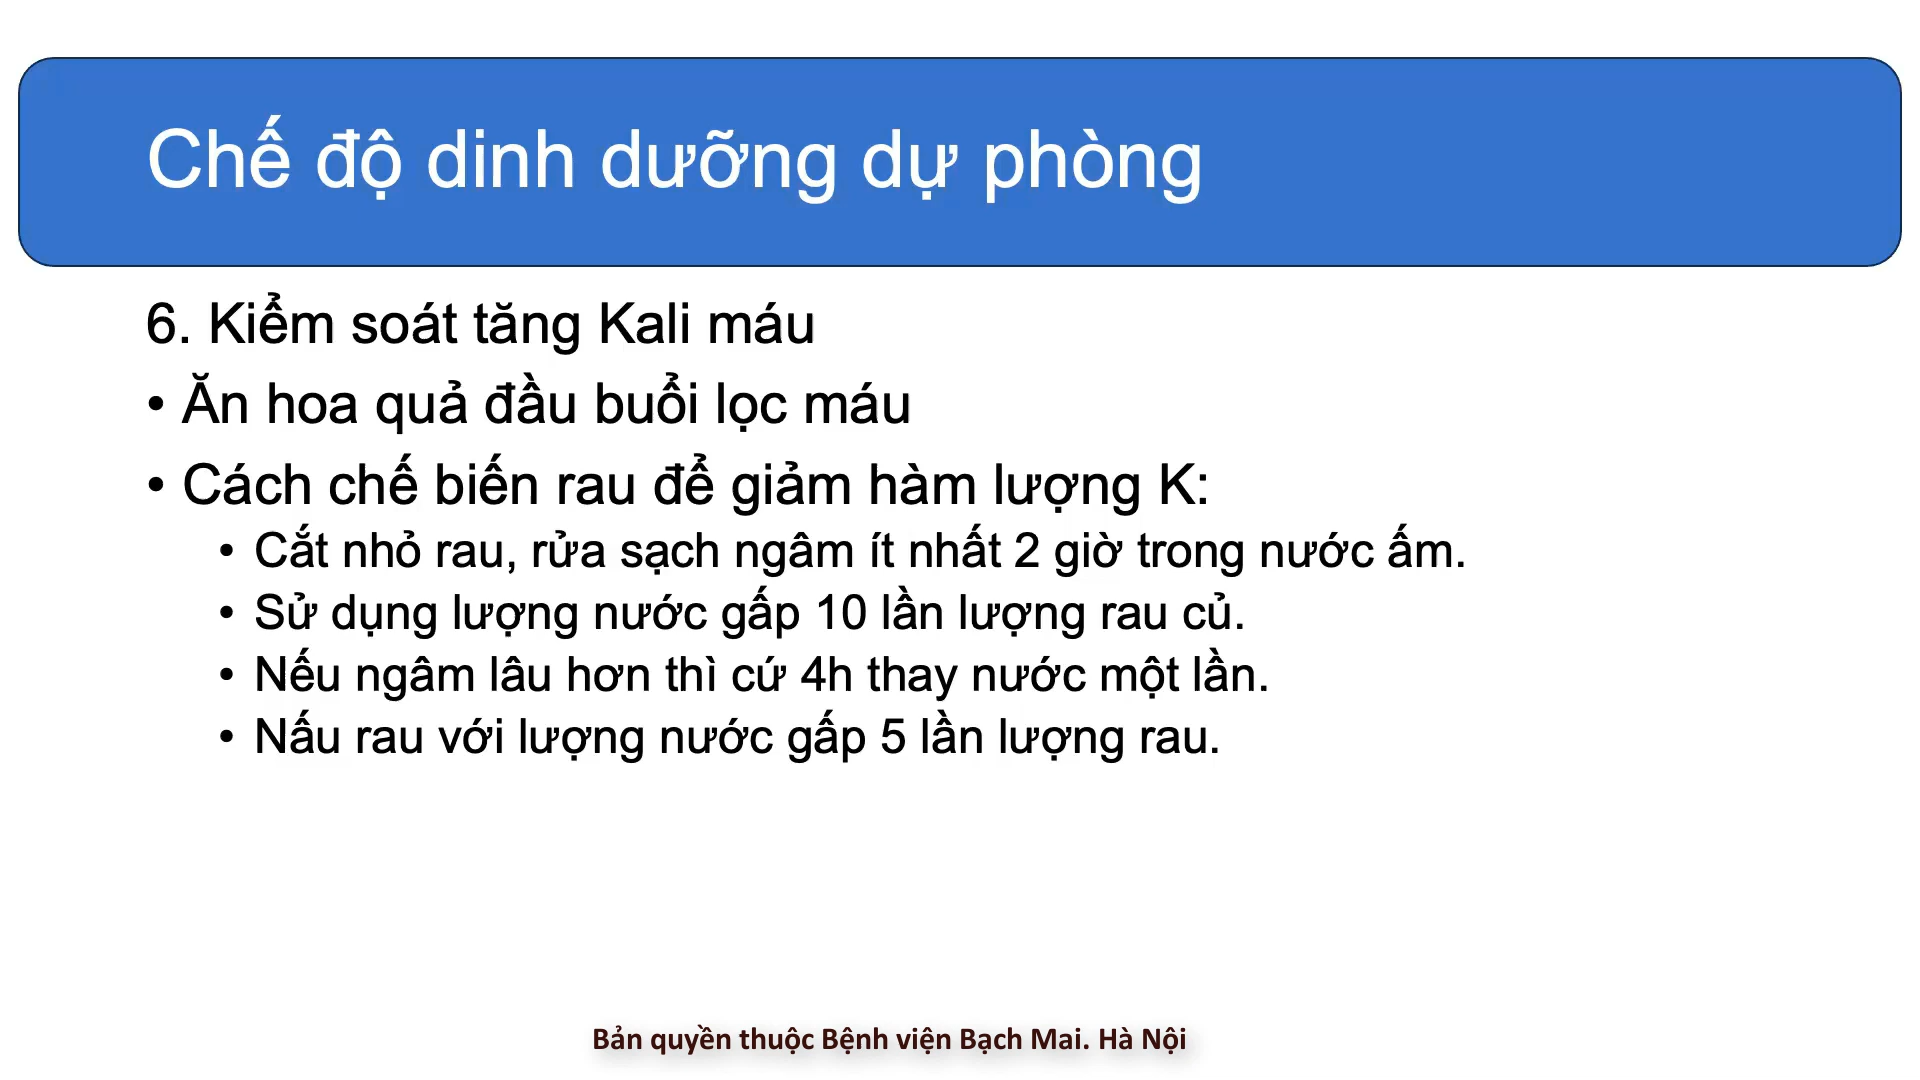 Chế độ dinh dưỡng dự phòng
6. Kiểm soát tăng Kali máu
• Ăn hoa quả đầu buổi lọc máu
• Cách chế biến rau để giảm hàm lượng K:
• Cắt nhỏ rau, rửa sạch ngâm ít nhất 2 giờ trong nước ấm.
• Sử dụng lượng nước gấp 10 lần lượng rau củ.
• Nếu ngâm lâu hơn thì cứ 4h thay nước một lần.
• Nấu rau với lượng nước gấp 5 lần lượng rau.
Bản quyền thuộc Bệnh viện Bạch Mai. Hà Nội